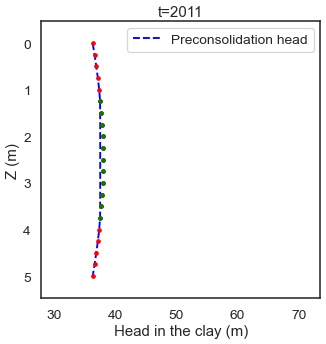 t=2011
Preconsolidation head
0
1
2
3
4
5
Z (m)
30 40 50 60 70
Head in the clay (m)